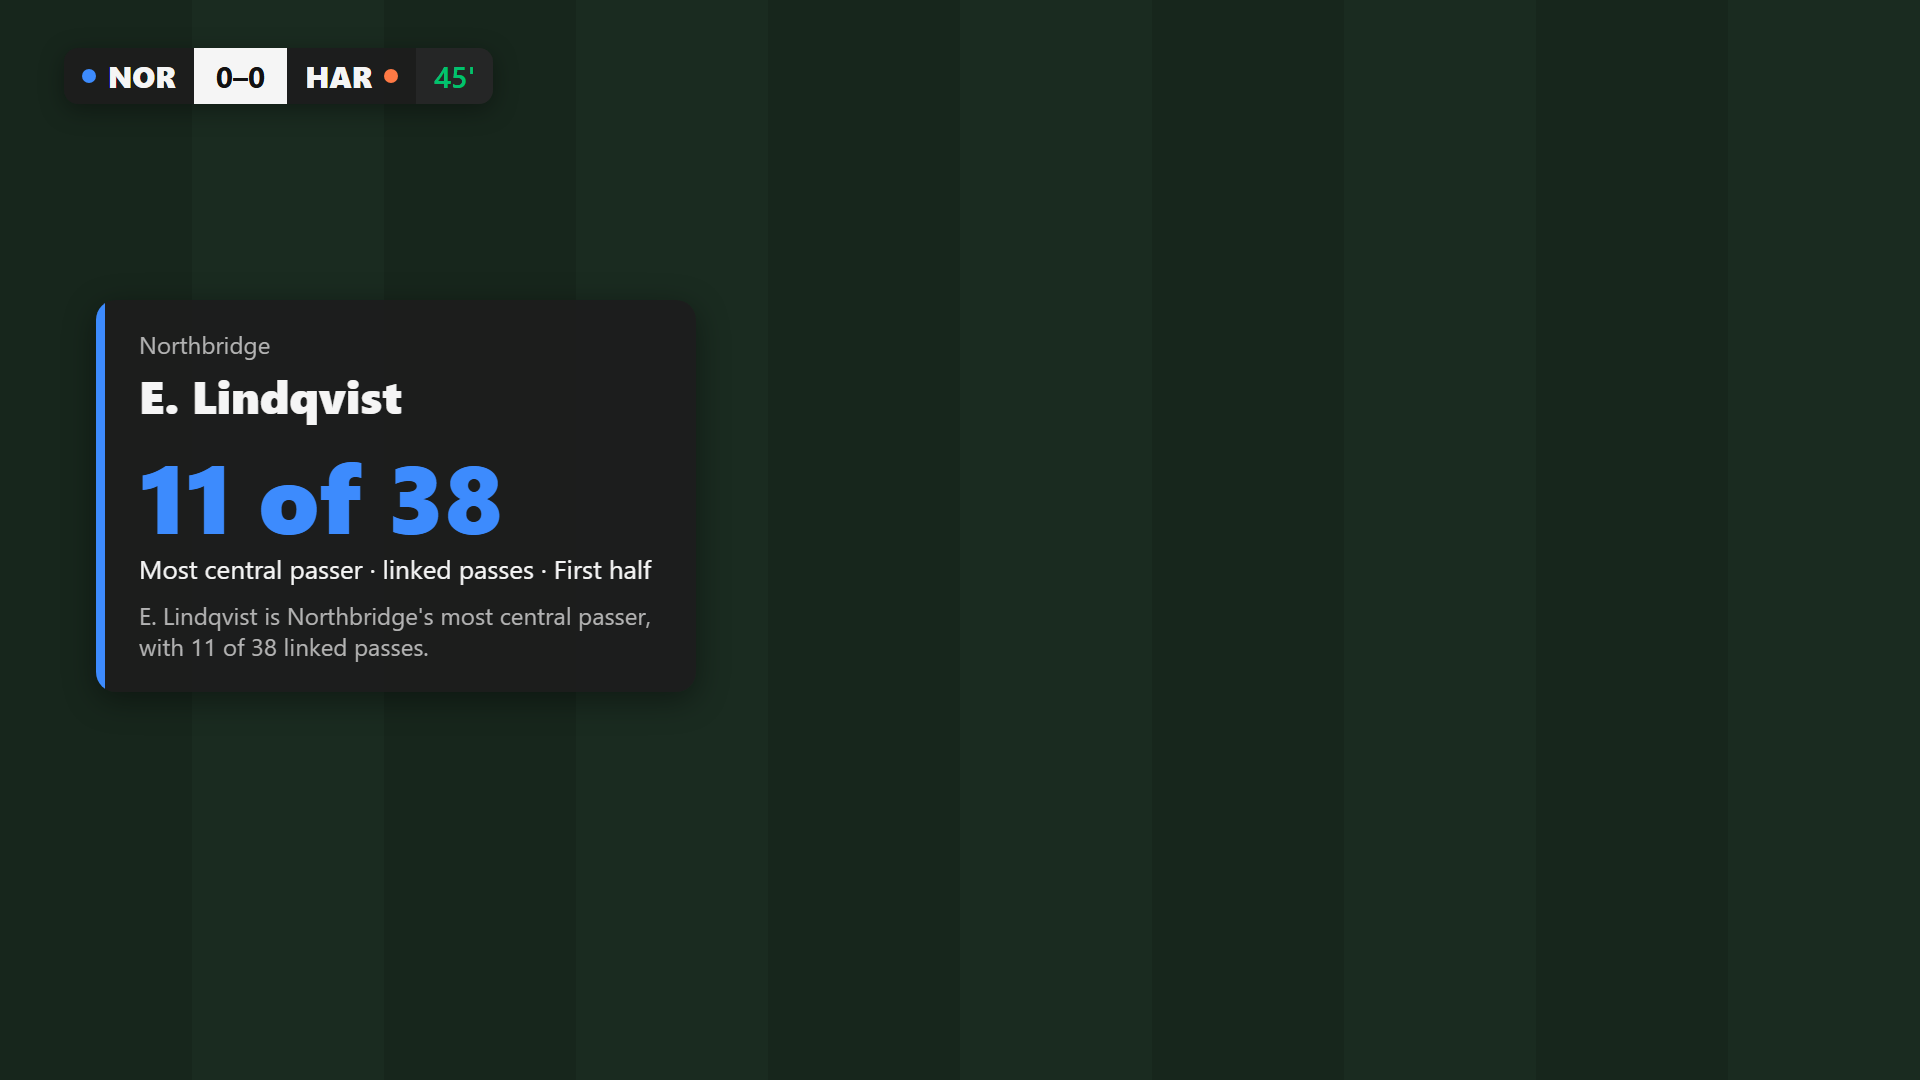 NOR 0–0 HAR 45'
Northbridge
E. Lindqvist
11 of 38
Most central passer · linked passes · First half
E. Lindqvist is Northbridge's most central passer,
with 11 of 38 linked passes.